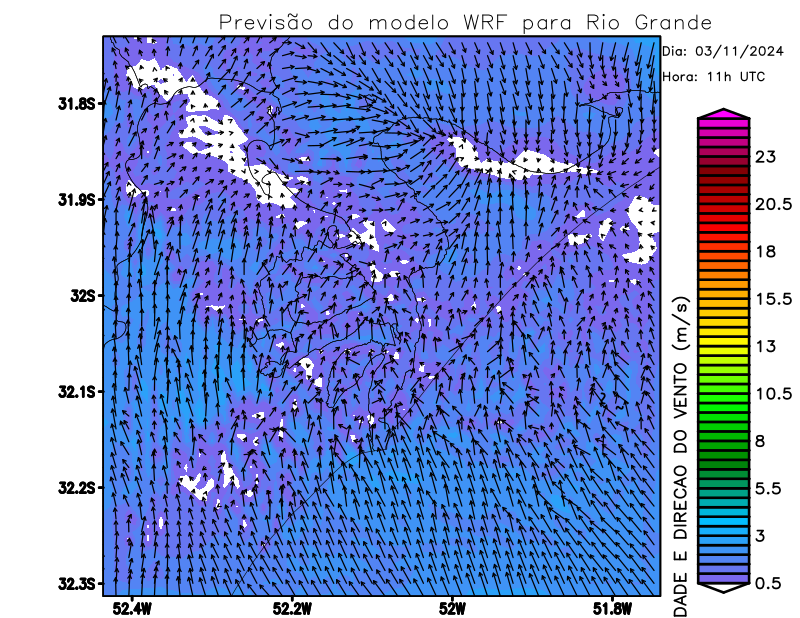 Previsão do modelo WRF para Rio Grande
Dia: 03/11/2024
Hora: 11h UTC
31.8S
31.9S
32S
32.1S
32.2S
32.3S
52.4W
52.2W
52W
51.8W
DADE E DIRECAO DO VENTO (m/s)
23
20.5
18
15.5
13
10.5
8
5.5
3
0.5